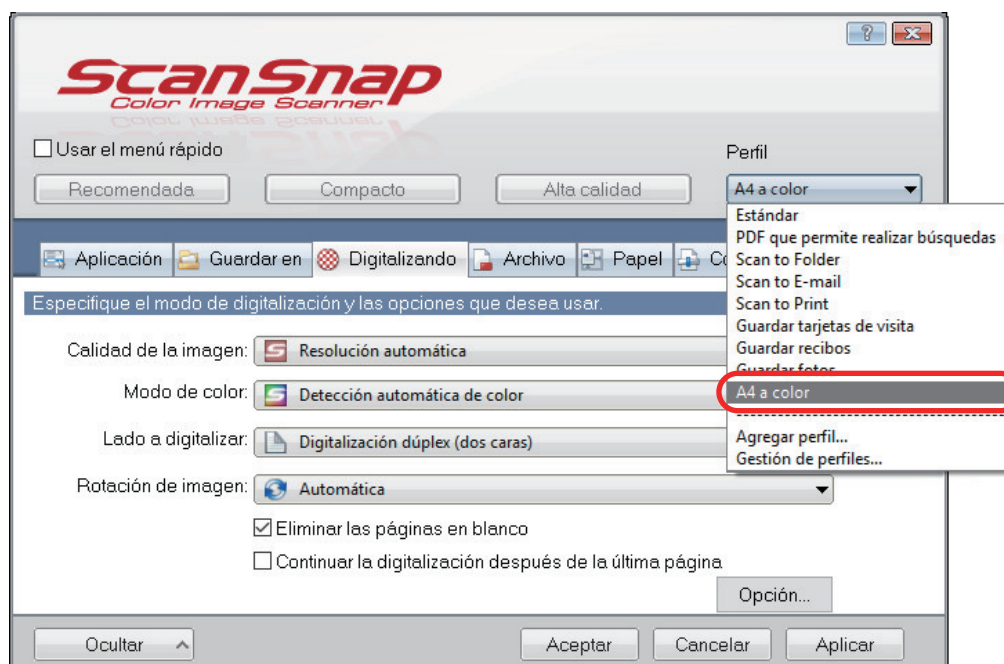 ScanSnap
Color Image Scanner
Usar el menú rápido
Perfil
Recomendada
Compacto
Alta calidad
A4 a color
Estándar
PDF que permite realizar búsquedas
Scan to Folder
Scan to E-mail
Scan to Print
Guardar tarjetas de visita
Guardar recibos
Guardar fotos
A4 a color
Agregar perfil...
Gestión de perfiles...
Aplicación
Guardar en
Digitalizando
Archivo
Papel
Especifique el modo de digitalización y las opciones que desea usar.
Calidad de la imagen:
Resolución automática
Modo de color:
Detección automática de color
Lado a digitalizar:
Digitalización dúplex (dos caras)
Rotación de imagen:
Automática
Eliminar las páginas en blanco
Continuar la digitalización después de la última página
Opción...
Ocultar
Aceptar
Cancelar
Aplicar